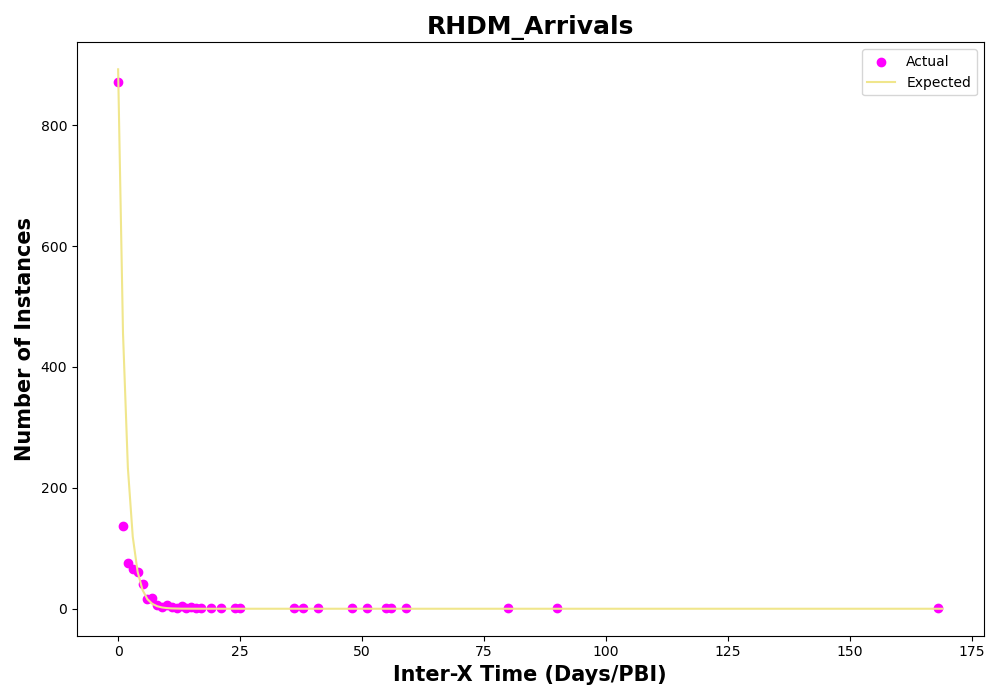 RHDM_Arrivals
Actual
Expected
Number of Instances
800
600
400
200
0
0 25 50 75 100 125 150 175
Inter-X Time (Days/PBI)